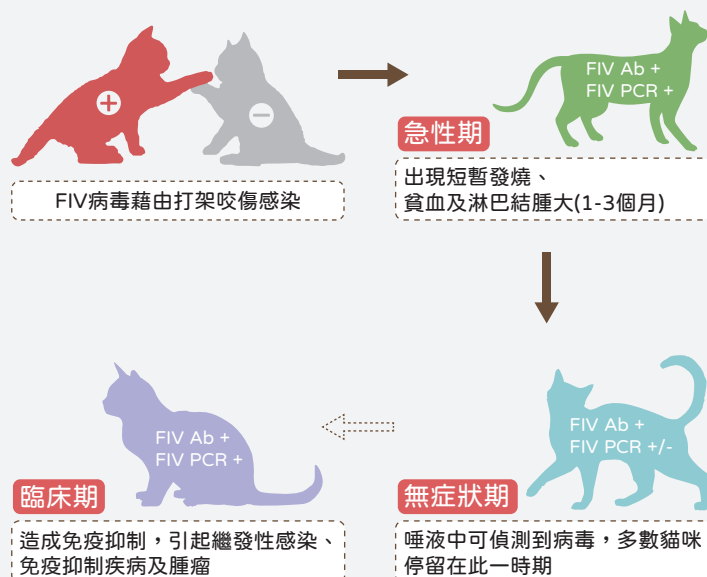 FIV病毒藉由打架咬傷感染
FIV Ab +
FIV PCR +
急性期
出現短暫發燒、
貧血及淋巴結腫大(1-3個月)
FIV Ab +
FIV PCR +/-
無症狀期
唾液中可偵測到病毒，多數貓咪
停留在此一時期
FIV Ab +
FIV PCR +
臨床期
造成免疫抑制，引起繼發性感染、
免疫抑制疾病及腫瘤